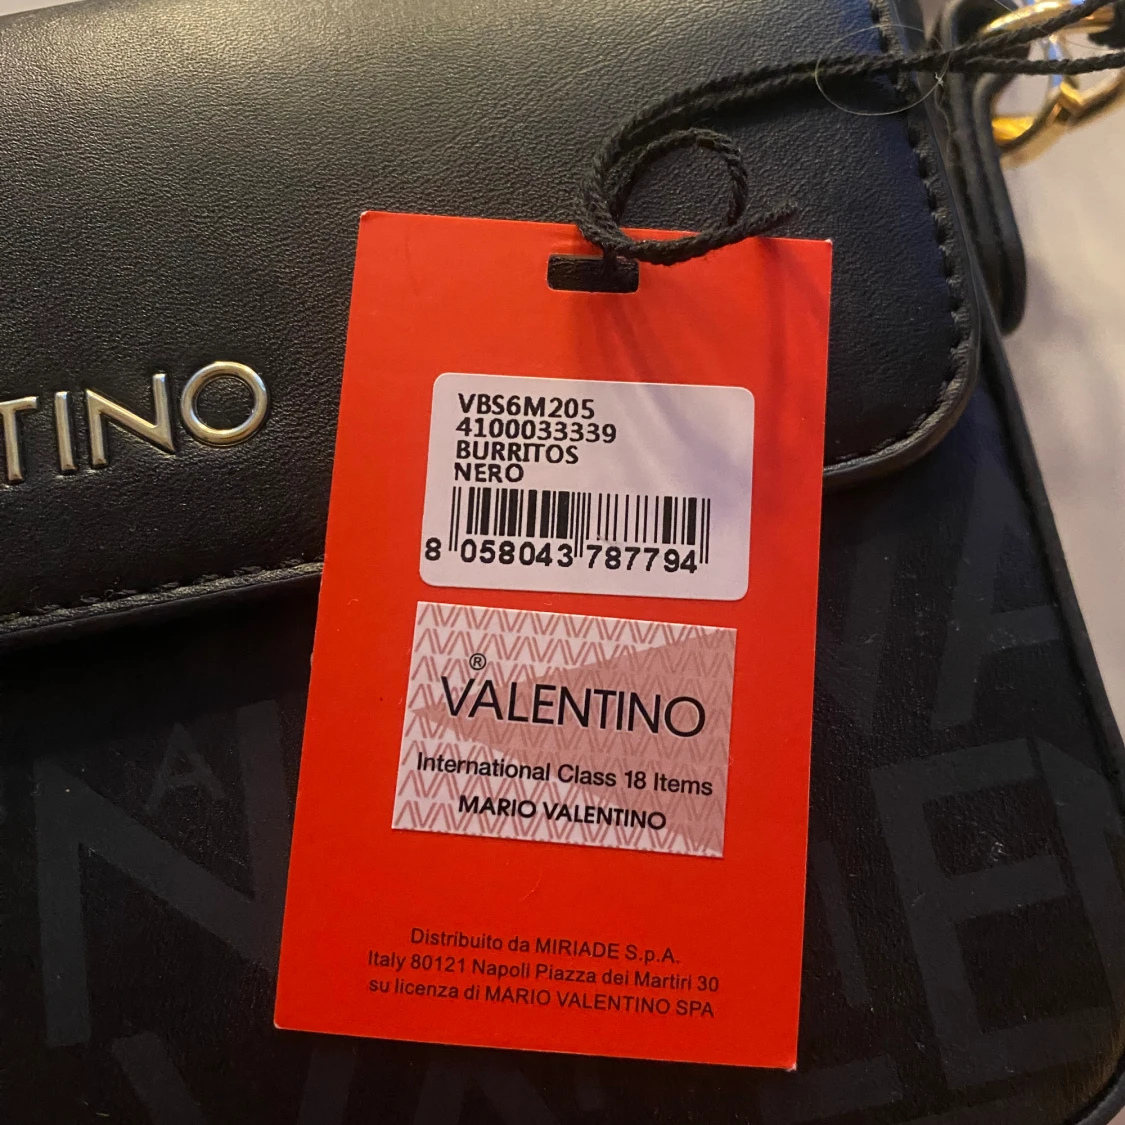 TINO
VBS6M205
4100033339
BURRITOS
NERO
8 058043 787794
®
VALENTINO
International Class 18 Items
MARIO VALENTINO
Distribuito da MIRIADE S.p.A.
Italy 80121 Napoli Piazza dei Martiri 30
su licenza di MARIO VALENTINO SPA